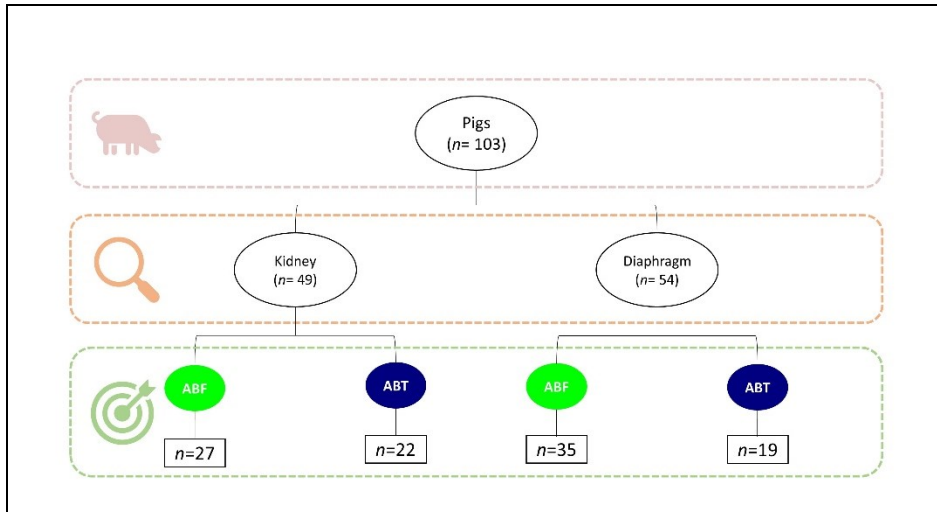 Pigs
(n= 103)
Kidney
(n= 49)
Diaphragm
(n= 54)
ABF
ABT
ABF
ABT
n=27
n=22
n=35
n=19